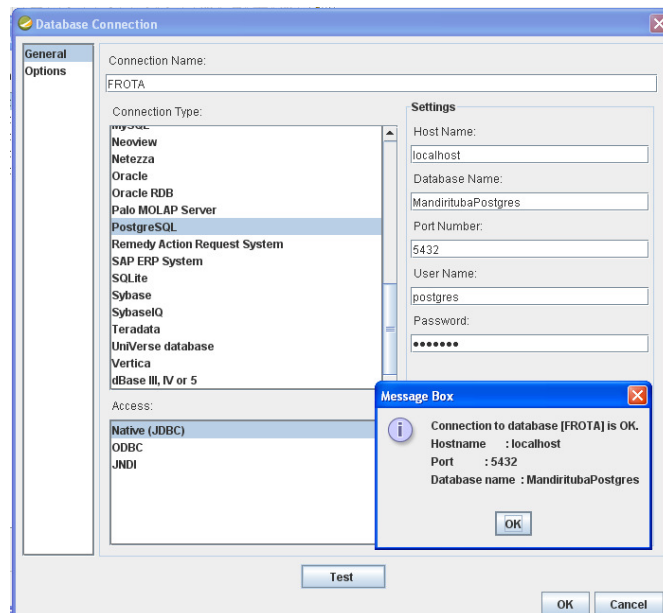 Database Connection
General
Options
Connection Name:
FROTA
Connection Type:
MySQL
Neoview
Netezza
Oracle
Oracle RDB
Palo MOLAP Server
PostgreSQL
Remedy Action Request System
SAP ERP System
SQLite
Sybase
SybaseIQ
Teradata
UniVerse database
Vertica
dBase III, IV or 5
Access:
Native (JDBC)
ODBC
JNDI
Settings
Host Name:
localhost
Database Name:
MandiritubaPostgres
Port Number:
5432
User Name:
postgres
Password:
•••••••
Message Box
Connection to database [FROTA] is OK.
Hostname : localhost
Port : 5432
Database name : MandiritubaPostgres
OK
Test
OK Cancel